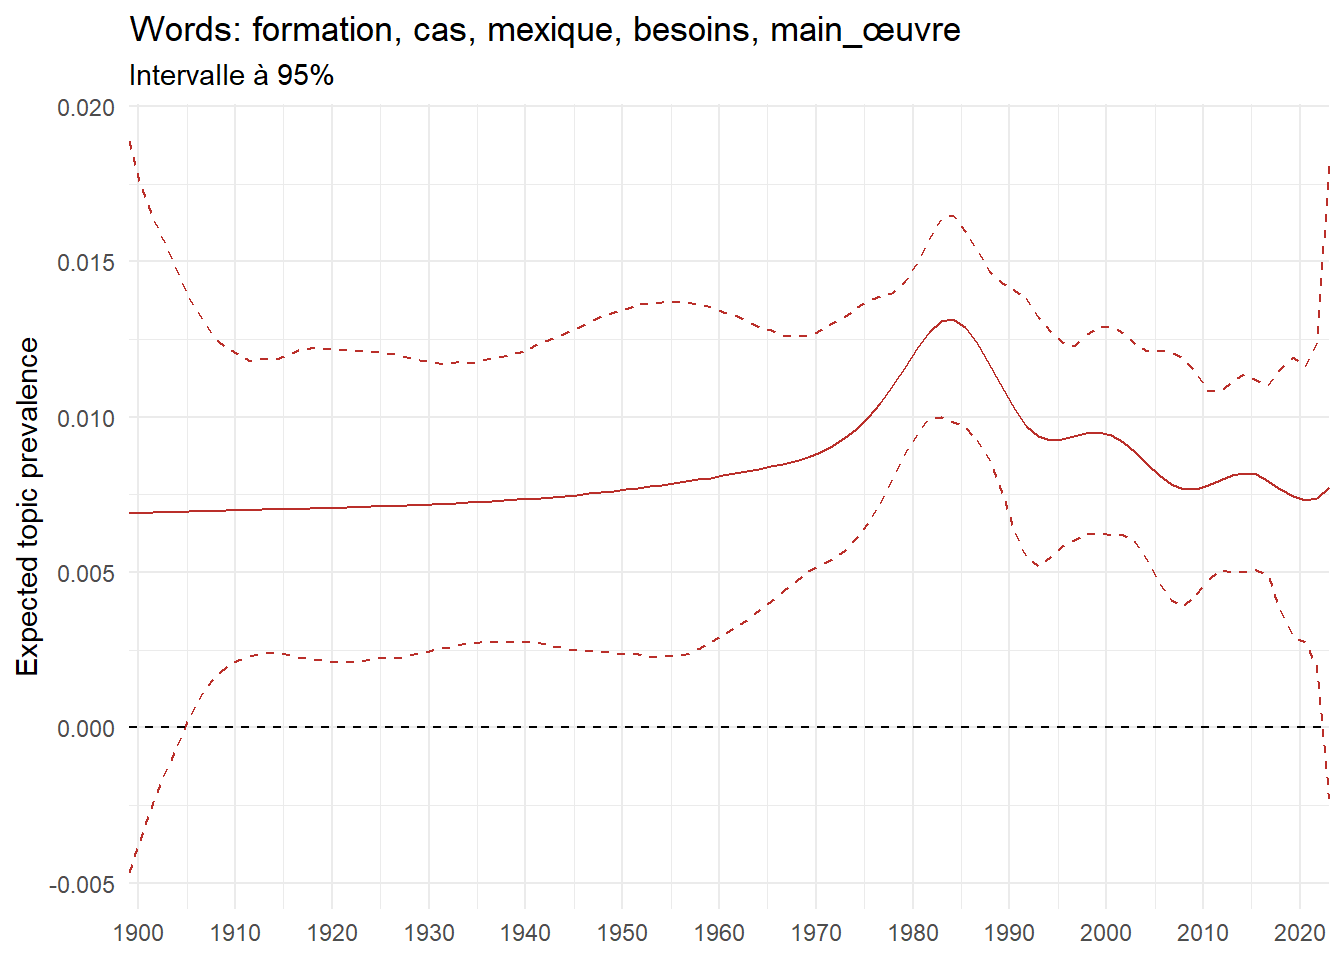 Words: formation, cas, mexique, besoins, main_œuvre
Intervalle à 95%
Expected topic prevalence
0.020
0.015
0.010
0.005
0.000
-0.005
1900 1910 1920 1930 1940 1950 1960 1970 1980 1990 2000 2010 2020